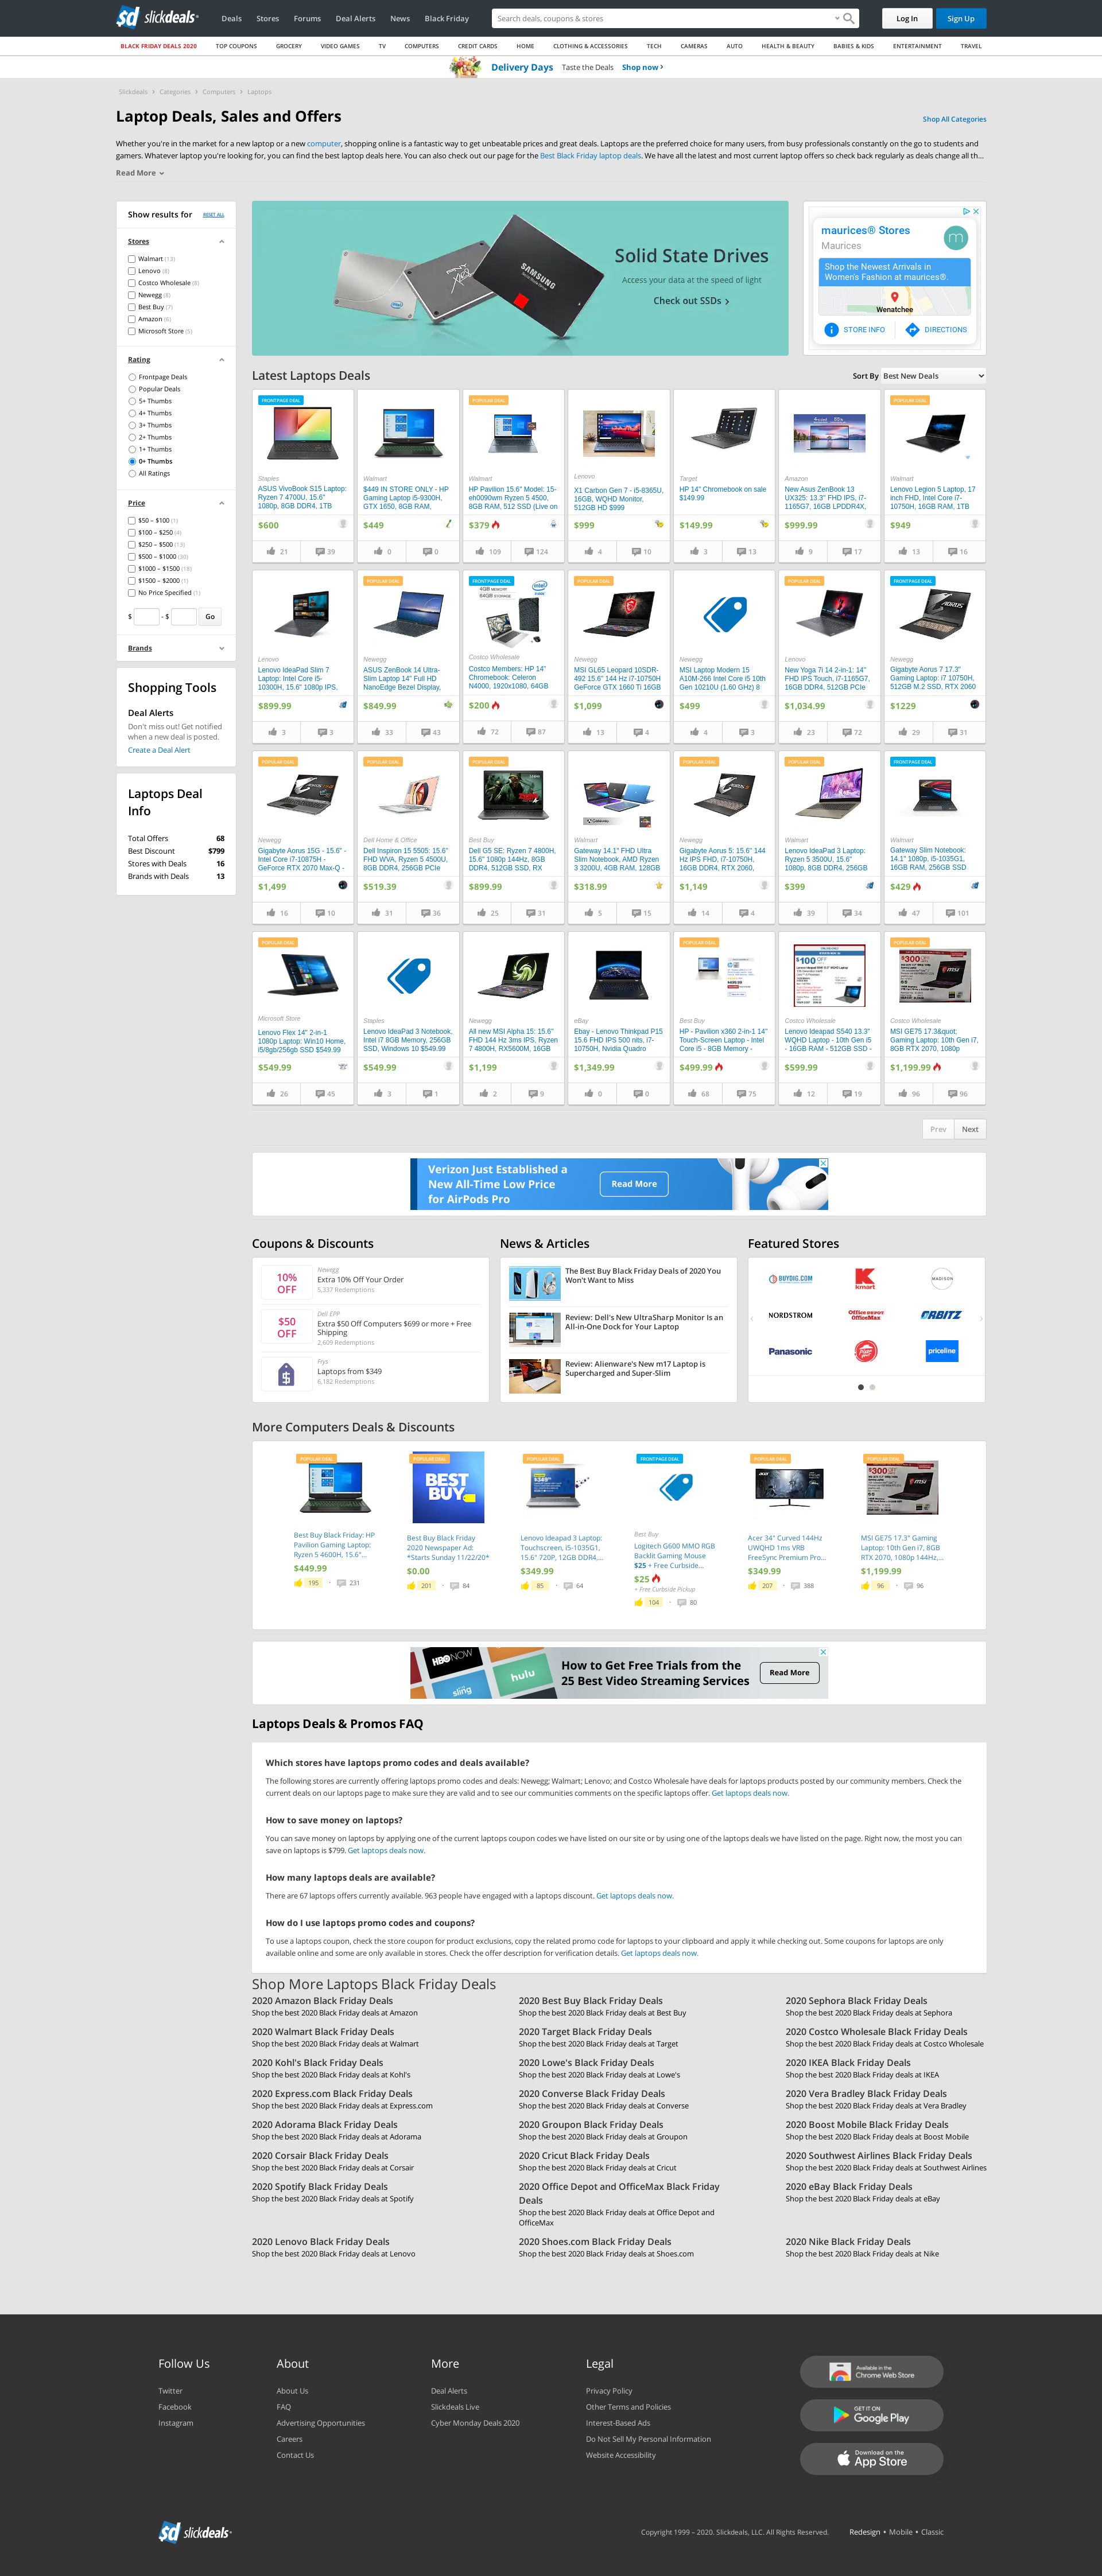 slickdeals
Deals Stores Forums Deal Alerts News Black Friday
Search deals, coupons & stores
Log In
Sign Up
BLACK FRIDAY DEALS 2020 TOP COUPONS GROCERY VIDEO GAMES TV COMPUTERS CREDIT CARDS HOME CLOTHING & ACCESSORIES TECH CAMERAS AUTO HEALTH & BEAUTY BABIES & KIDS ENTERTAINMENT TRAVEL
Delivery Days Taste the Deals Shop now
Slickdeals > Categories > Computers > Laptops
Laptop Deals, Sales and Offers
Shop All Categories
Whether you're in the market for a new laptop or a new computer, shopping online is a fantastic way to get unbeatable prices and great deals. Laptops are the preferred choice for many users, from busy professionals constantly on the go to students and
gamers. Whatever laptop you're looking for, you can find the best laptop deals here. You can also check out our page for the Best Black Friday laptop deals. We have all the latest and most current laptop offers so check back regularly as deals change all th...
Read More
Show results for RESET ALL
Stores
Walmart (13)
Lenovo (8)
Costco Wholesale (8)
Newegg (8)
Best Buy (7)
Amazon (6)
Microsoft Store (5)
Rating
Frontpage Deals
Popular Deals
5+ Thumbs
4+ Thumbs
3+ Thumbs
2+ Thumbs
1+ Thumbs
0+ Thumbs
All Ratings
Price
$50 – $100 (1)
$100 – $250 (4)
$250 – $500 (13)
$500 – $1000 (30)
$1000 – $1500 (18)
$1500 – $2000 (1)
No Price Specified (1)
$ - $ Go
Brands
Shopping Tools
Deal Alerts
Don't miss out! Get notified
when a new deal is posted.
Create a Deal Alert
Laptops Deal
Info
Total Offers 68
Best Discount $799
Stores with Deals 16
Brands with Deals 13
SAMSUNG
Solid State Drives
Access your data at the speed of light
Check out SSDs
maurices® Stores
Maurices
Shop the Newest Arrivals in
Women's Fashion at maurices®.
Wenatchee
STORE INFO DIRECTIONS
Latest Laptops Deals
Sort By Best New Deals
FRONTPAGE DEAL
Staples
ASUS VivoBook S15 Laptop:
Ryzen 7 4700U, 15.6"
1080p, 8GB DDR4, 1TB
$600
21 39
Walmart
$449 IN STORE ONLY - HP
Gaming Laptop i5-9300H,
GTX 1650, 8GB RAM,
$449
0 0
POPULAR DEAL
Walmart
HP Pavilion 15.6" Model: 15-
eh0090wm Ryzen 5 4500,
8GB RAM, 512 SSD (Live on
$379
109 124
Lenovo
X1 Carbon Gen 7 - i5-8365U,
16GB, WQHD Monitor,
512GB HD $999
$999
4 10
Target
HP 14" Chromebook on sale
$149.99
$149.99
3 13
Amazon
New Asus ZenBook 13
UX325: 13.3" FHD IPS, i7-
1165G7, 16GB LPDDR4X,
$999.99
9 17
POPULAR DEAL
Walmart
Lenovo Legion 5 Laptop, 17
inch FHD, Intel Core i7-
10750H, 16GB RAM, 1TB
$949
13 16
Lenovo
Lenovo IdeaPad Slim 7
Laptop: Intel Core i5-
10300H, 15.6" 1080p IPS,
$899.99
3 3
POPULAR DEAL
Newegg
ASUS ZenBook 14 Ultra-
Slim Laptop 14" Full HD
NanoEdge Bezel Display,
$849.99
33 43
FRONTPAGE DEAL
4GB MEMORY
64GB STORAGE
Costco Wholesale
Costco Members: HP 14"
Chromebook: Celeron
N4000, 1920x1080, 64GB
$200
72 87
POPULAR DEAL
Newegg
MSI GL65 Leopard 10SDR-
492 15.6" 144 Hz i7-10750H
GeForce GTX 1660 Ti 16GB
$1,099
13 4
Newegg
MSI Laptop Modern 15
A10M-266 Intel Core i5 10th
Gen 10210U (1.60 GHz) 8
$499
4 3
POPULAR DEAL
Lenovo
New Yoga 7i 14 2-in-1: 14"
FHD IPS Touch, i7-1165G7,
16GB DDR4, 512GB PCIe
$1,034.99
23 72
FRONTPAGE DEAL
AORUS
Newegg
Gigabyte Aorus 7 17.3"
Gaming Laptop: i7 10750H,
512GB M.2 SSD, RTX 2060
$1229
29 31
POPULAR DEAL
Newegg
Gigabyte Aorus 15G - 15.6" -
Intel Core i7-10875H -
GeForce RTX 2070 Max-Q -
$1,499
16 10
POPULAR DEAL
Dell Home & Office
Dell Inspiron 15 5505: 15.6"
FHD WVA, Ryzen 5 4500U,
8GB DDR4, 256GB PCIe
$519.39
31 36
POPULAR DEAL
Best Buy
Dell G5 SE: Ryzen 7 4800H,
15.6" 1080p 144Hz, 8GB
DDR4, 512GB SSD, RX
$899.99
25 31
GATEWAY
RYZEN
Walmart
Gateway 14.1" FHD Ultra
Slim Notebook, AMD Ryzen
3 3200U, 4GB RAM, 128GB
$318.99
5 15
POPULAR DEAL
Newegg
Gigabyte Aorus 5: 15.6" 144
Hz IPS FHD, i7-10750H,
16GB DDR4, RTX 2060,
$1,149
14 4
POPULAR DEAL
Walmart
Lenovo IdeaPad 3 Laptop:
Ryzen 5 3500U, 15.6"
1080p, 8GB DDR4, 256GB
$399
39 34
FRONTPAGE DEAL
Walmart
Gateway Slim Notebook:
14.1" 1080p, i5-1035G1,
16GB RAM, 256GB SSD
$429
47 101
POPULAR DEAL
Microsoft Store
Lenovo Flex 14" 2-in-1
1080p Laptop: Win10 Home,
i5/8gb/256gb SSD $549.99
$549.99
26 45
Staples
Lenovo IdeaPad 3 Notebook,
Intel i7 8GB Memory, 256GB
SSD, Windows 10 $549.99
$549.99
3 1
Newegg
All new MSI Alpha 15: 15.6"
FHD 144 Hz 3ms IPS, Ryzen
7 4800H, RX5600M, 16GB
$1,199
2 9
eBay
Ebay - Lenovo Thinkpad P15
15.6 FHD IPS 500 nits, i7-
10750H, Nvidia Quadro
$1,349.99
0 0
POPULAR DEAL
Best Buy
HP - Pavilion x360 2-in-1 14"
Touch-Screen Laptop - Intel
Core i5 - 8GB Memory -
$499.99
68 75
$100 OFF
Costco Wholesale
Lenovo Ideapad S540 13.3"
WQHD Laptop - 10th Gen i5
- 16GB RAM - 512GB SSD -
$599.99
12 19
POPULAR DEAL
$300 OFF
Costco Wholesale
MSI GE75 17.3&quot;
Gaming Laptop: 10th Gen i7,
8GB RTX 2070, 1080p
$1,199.99
96 96
Prev Next
Verizon Just Established a
New All-Time Low Price
for AirPods Pro
Read More
Coupons & Discounts
10%
OFF
Newegg
Extra 10% Off Your Order
5,337 Redemptions
$50
OFF
Dell EPP
Extra $50 Off Computers $699 or more + Free
Shipping
2,609 Redemptions
Frys
Laptops from $349
6,182 Redemptions
News & Articles
The Best Buy Black Friday Deals of 2020 You
Won't Want to Miss
Review: Dell's New UltraSharp Monitor Is an
All-in-One Dock for Your Laptop
Review: Alienware's New m17 Laptop is
Supercharged and Super-Slim
Featured Stores
BUYDIG.COM
kmart
MADISON
NORDSTROM
Office DEPOT
OfficeMax
ORBITZ
Panasonic
Pizza Hut
priceline
More Computers Deals & Discounts
POPULAR DEAL
Best Buy Black Friday: HP
Pavilion Gaming Laptop:
Ryzen 5 4600H, 15.6"...
$449.99
195 · 231
POPULAR DEAL
BEST
BUY
Best Buy Black Friday
2020 Newspaper Ad:
*Starts Sunday 11/22/20*
$0.00
201 · 84
POPULAR DEAL
$349.99
Lenovo Ideapad 3 Laptop:
Touchscreen, i5-1035G1,
15.6" 720P, 12GB DDR4,...
$349.99
85 · 64
FRONTPAGE DEAL
Best Buy
Logitech G600 MMO RGB
Backlit Gaming Mouse
$25 + Free Curbside...
$25
+ Free Curbside Pickup
104 · 80
POPULAR DEAL
acer
Acer 34" Curved 144Hz
UWQHD 1ms VRB
FreeSync Premium Pro...
$349.99
207 · 388
POPULAR DEAL
$300 OFF
MSI GE75 17.3" Gaming
Laptop: 10th Gen i7, 8GB
RTX 2070, 1080p 144Hz,...
$1,199.99
96 · 96
HBO NOW
sling
hulu
How to Get Free Trials from the
25 Best Video Streaming Services
Read More
Laptops Deals & Promos FAQ
Which stores have laptops promo codes and deals available?
The following stores are currently offering laptops promo codes and deals: Newegg; Walmart; Lenovo; and Costco Wholesale have deals for laptops products posted by our community members. Check the
current deals on our laptops page to make sure they are valid and to see our communities comments on the specific laptops offer. Get laptops deals now.
How to save money on laptops?
You can save money on laptops by applying one of the current laptops coupon codes we have listed on our site or by using one of the laptops deals we have listed on the page. Right now, the most you can
save on laptops is $799. Get laptops deals now.
How many laptops deals are available?
There are 67 laptops offers currently available. 963 people have engaged with a laptops discount. Get laptops deals now.
How do I use laptops promo codes and coupons?
To use a laptops coupon, check the store coupon for product exclusions, copy the related promo code for laptops to your clipboard and apply it while checking out. Some coupons for laptops are only
available online and some are only available in stores. Check the offer description for verification details. Get laptops deals now.
Shop More Laptops Black Friday Deals
2020 Amazon Black Friday Deals
Shop the best 2020 Black Friday deals at Amazon
2020 Best Buy Black Friday Deals
Shop the best 2020 Black Friday deals at Best Buy
2020 Sephora Black Friday Deals
Shop the best 2020 Black Friday deals at Sephora
2020 Walmart Black Friday Deals
Shop the best 2020 Black Friday deals at Walmart
2020 Target Black Friday Deals
Shop the best 2020 Black Friday deals at Target
2020 Costco Wholesale Black Friday Deals
Shop the best 2020 Black Friday deals at Costco Wholesale
2020 Kohl's Black Friday Deals
Shop the best 2020 Black Friday deals at Kohl's
2020 Lowe's Black Friday Deals
Shop the best 2020 Black Friday deals at Lowe's
2020 IKEA Black Friday Deals
Shop the best 2020 Black Friday deals at IKEA
2020 Express.com Black Friday Deals
Shop the best 2020 Black Friday deals at Express.com
2020 Converse Black Friday Deals
Shop the best 2020 Black Friday deals at Converse
2020 Vera Bradley Black Friday Deals
Shop the best 2020 Black Friday deals at Vera Bradley
2020 Adorama Black Friday Deals
Shop the best 2020 Black Friday deals at Adorama
2020 Groupon Black Friday Deals
Shop the best 2020 Black Friday deals at Groupon
2020 Boost Mobile Black Friday Deals
Shop the best 2020 Black Friday deals at Boost Mobile
2020 Corsair Black Friday Deals
Shop the best 2020 Black Friday deals at Corsair
2020 Cricut Black Friday Deals
Shop the best 2020 Black Friday deals at Cricut
2020 Southwest Airlines Black Friday Deals
Shop the best 2020 Black Friday deals at Southwest Airlines
2020 Spotify Black Friday Deals
Shop the best 2020 Black Friday deals at Spotify
2020 Office Depot and OfficeMax Black Friday
Deals
Shop the best 2020 Black Friday deals at Office Depot and
OfficeMax
2020 eBay Black Friday Deals
Shop the best 2020 Black Friday deals at eBay
2020 Lenovo Black Friday Deals
Shop the best 2020 Black Friday deals at Lenovo
2020 Shoes.com Black Friday Deals
Shop the best 2020 Black Friday deals at Shoes.com
2020 Nike Black Friday Deals
Shop the best 2020 Black Friday deals at Nike
Follow Us
Twitter
Facebook
Instagram
About
About Us
FAQ
Advertising Opportunities
Careers
Contact Us
More
Deal Alerts
Slickdeals Live
Cyber Monday Deals 2020
Legal
Privacy Policy
Other Terms and Policies
Interest-Based Ads
Do Not Sell My Personal Information
Website Accessibility
Available in the
Chrome Web Store
GET IT ON
Google Play
Download on the
App Store
slickdeals
Copyright 1999 – 2020. Slickdeals, LLC. All Rights Reserved.
Redesign • Mobile • Classic